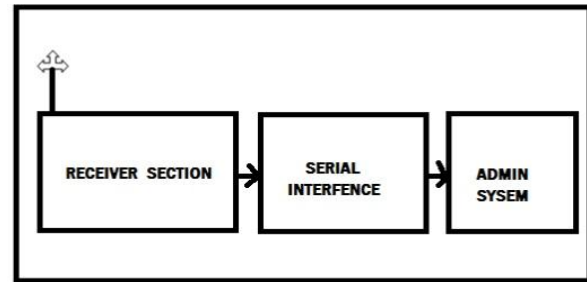 RECEIVER SECTION
SERIAL
INTERFENCE
ADMIN
SYSEM